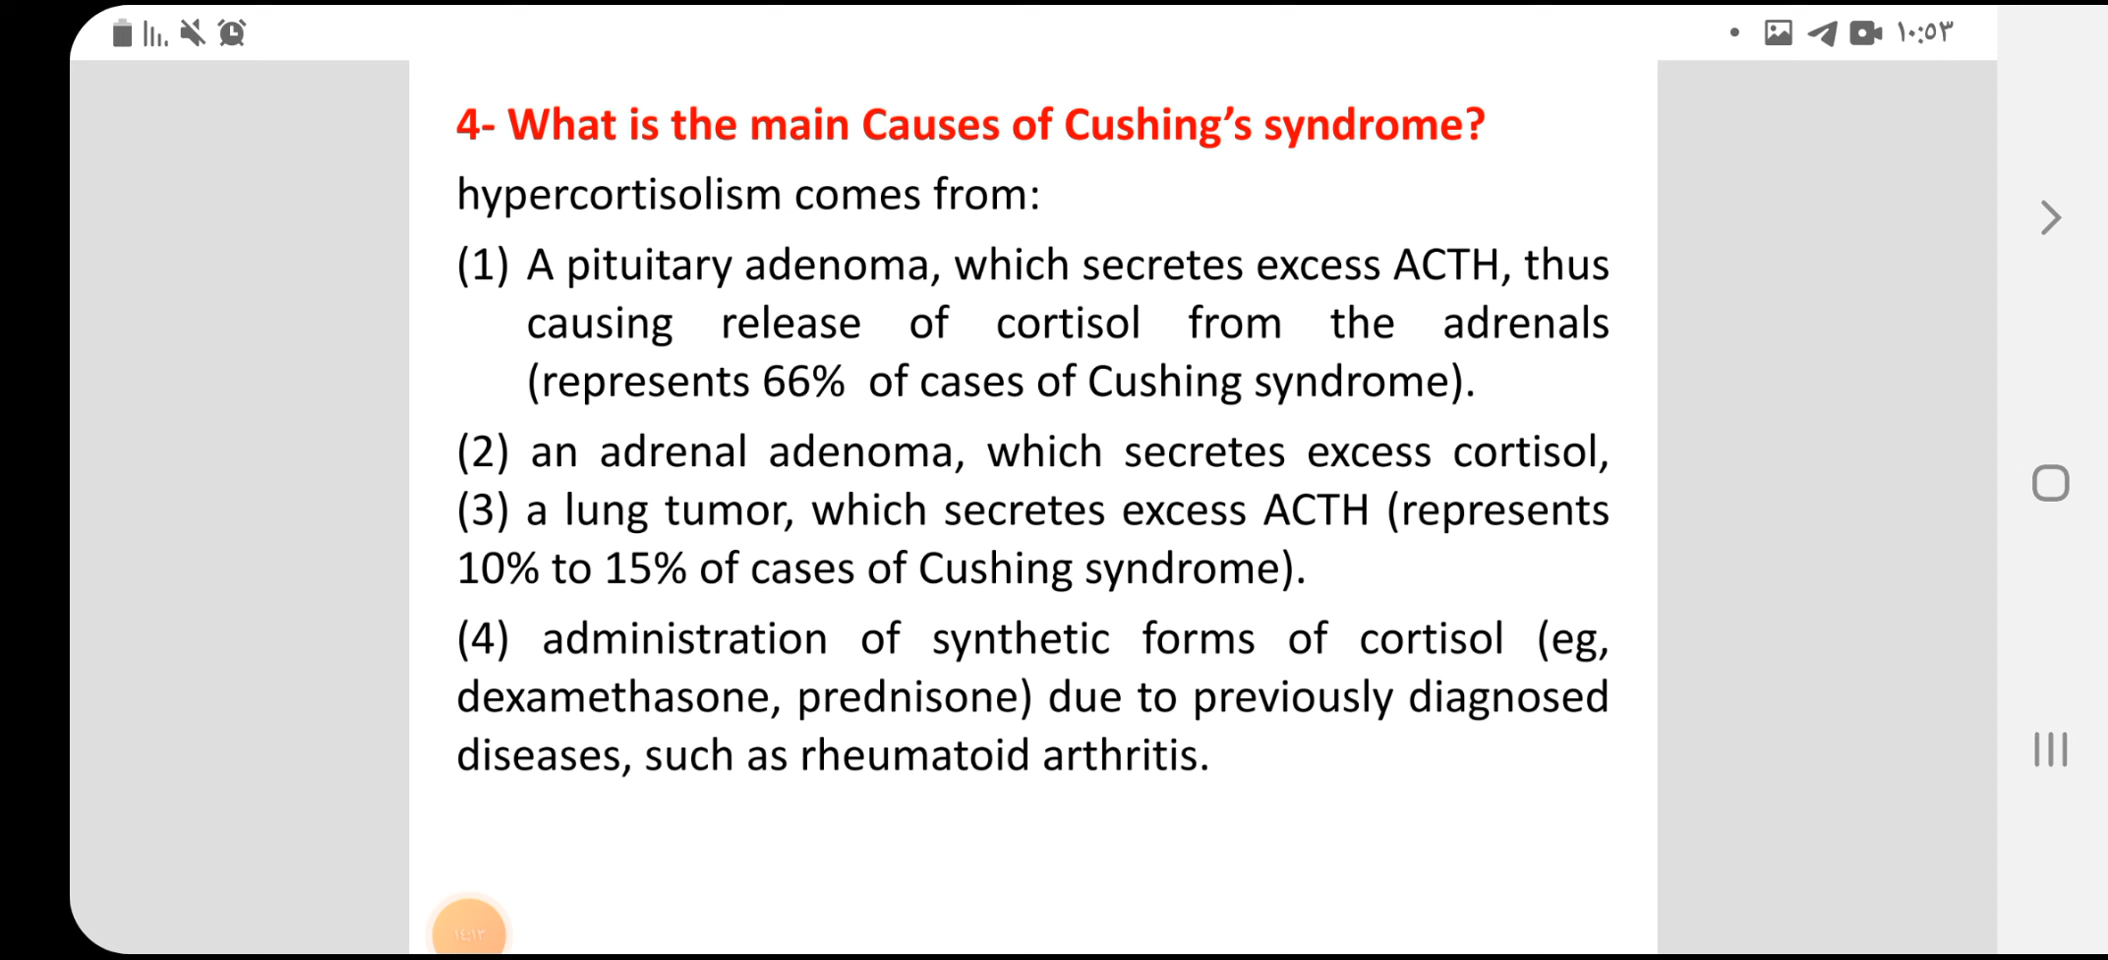 ١٠:٥٣
4- What is the main Causes of Cushing’s syndrome?
hypercortisolism comes from:
(1) A pituitary adenoma, which secretes excess ACTH, thus
causing release of cortisol from the adrenals
(represents 66% of cases of Cushing syndrome).
(2) an adrenal adenoma, which secretes excess cortisol,
(3) a lung tumor, which secretes excess ACTH (represents
10% to 15% of cases of Cushing syndrome).
(4) administration of synthetic forms of cortisol (eg,
dexamethasone, prednisone) due to previously diagnosed
diseases, such as rheumatoid arthritis.
١٤:١٣